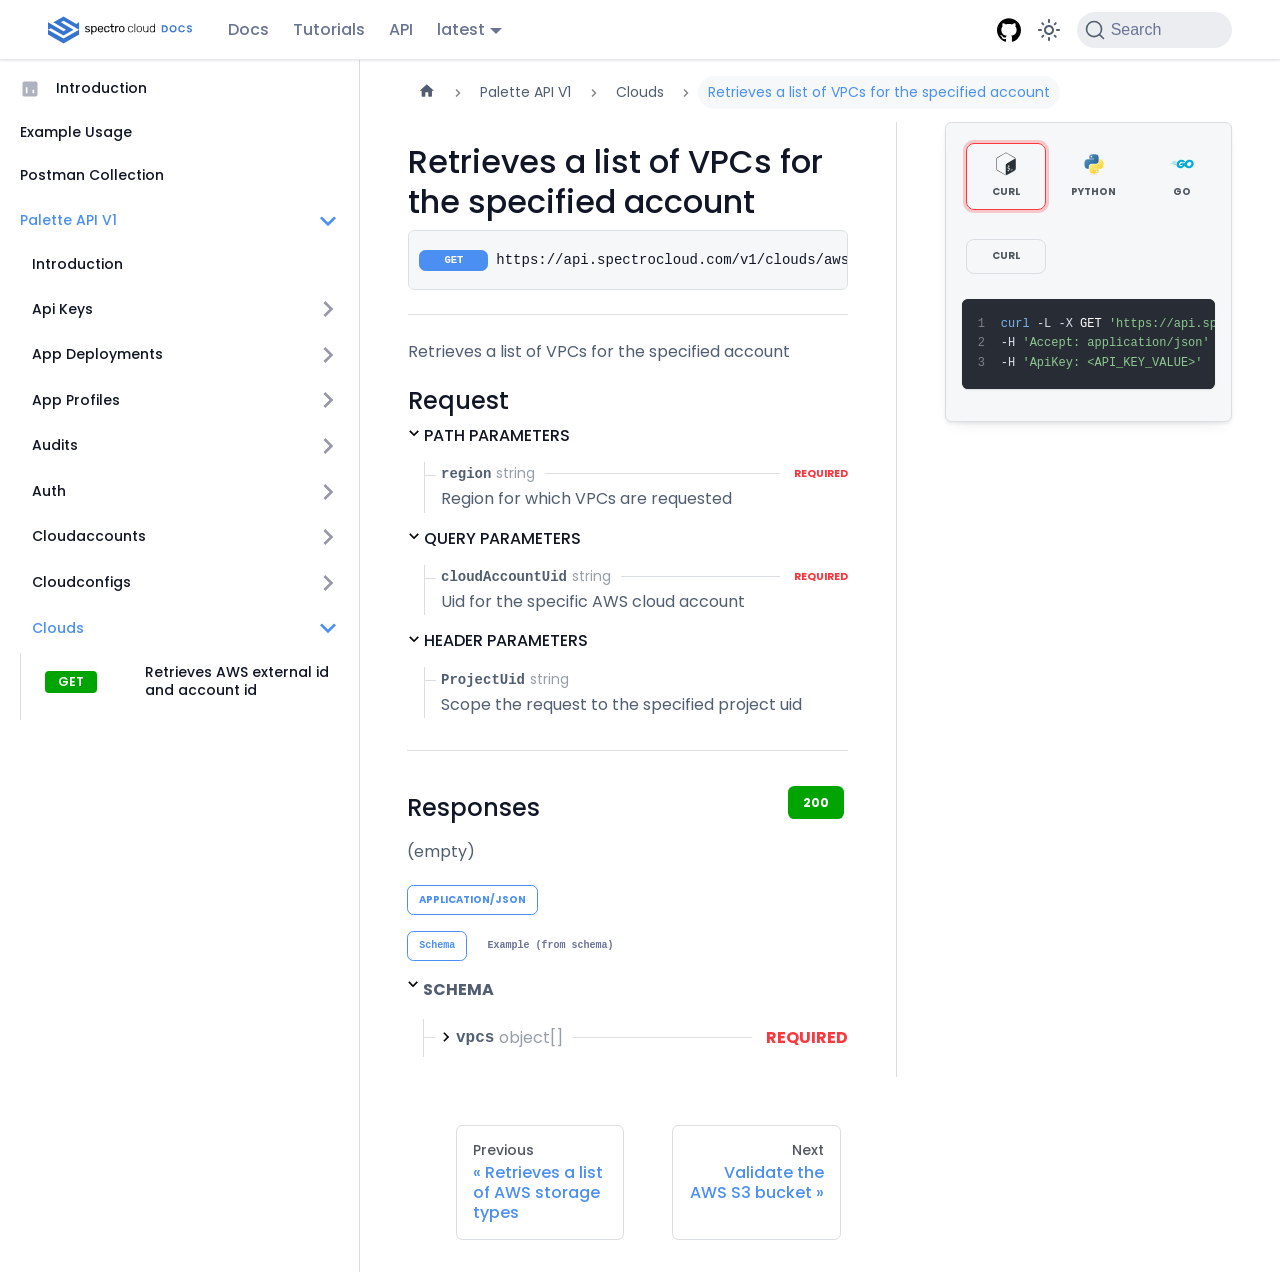 spectro cloud DOCS
Docs
Tutorials
API
latest
Search
Introduction
Example Usage
Postman Collection
Palette API V1
Introduction
Api Keys
App Deployments
App Profiles
Audits
Auth
Cloudaccounts
Cloudconfigs
Clouds
GET
Retrieves AWS external id
and account id
Palette API V1
Clouds
Retrieves a list of VPCs for the specified account
Retrieves a list of VPCs for
the specified account
GET
https://api.spectrocloud.com/v1/clouds/aws
Retrieves a list of VPCs for the specified account
Request
PATH PARAMETERS
region string
REQUIRED
Region for which VPCs are requested
QUERY PARAMETERS
cloudAccountUid string
REQUIRED
Uid for the specific AWS cloud account
HEADER PARAMETERS
ProjectUid string
Scope the request to the specified project uid
Responses
200
(empty)
APPLICATION/JSON
Schema
Example (from schema)
SCHEMA
vpcs object[]
REQUIRED
Previous
« Retrieves a list
of AWS storage
types
Next
Validate the
AWS S3 bucket »
CURL
PYTHON
GO
CURL
1 curl -L -X GET 'https://api.sp
2 -H 'Accept: application/json'
3 -H 'ApiKey: <API_KEY_VALUE>'